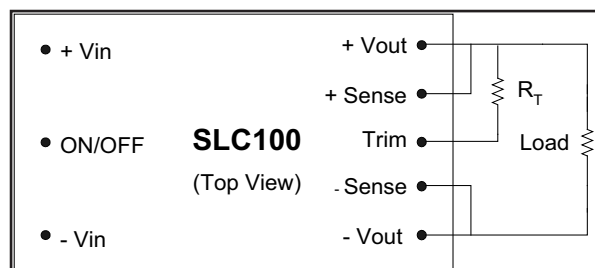 + Vin
+ Vout
+ Sense
R_T
ON/OFF
SLC100
Trim
Load
(Top View)
- Sense
- Vin
- Vout